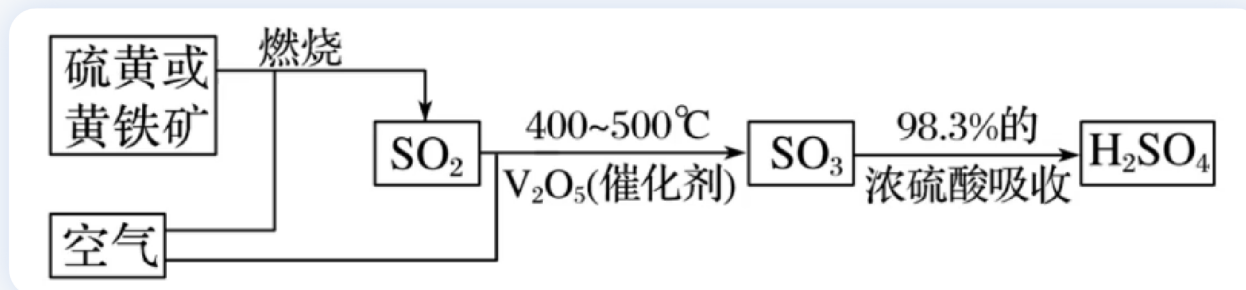 硫黄或
黄铁矿
燃烧
空气
SO₂
400~500℃
V₂O₅(催化剂)
SO₃
98.3%的
浓硫酸吸收
H₂SO₄